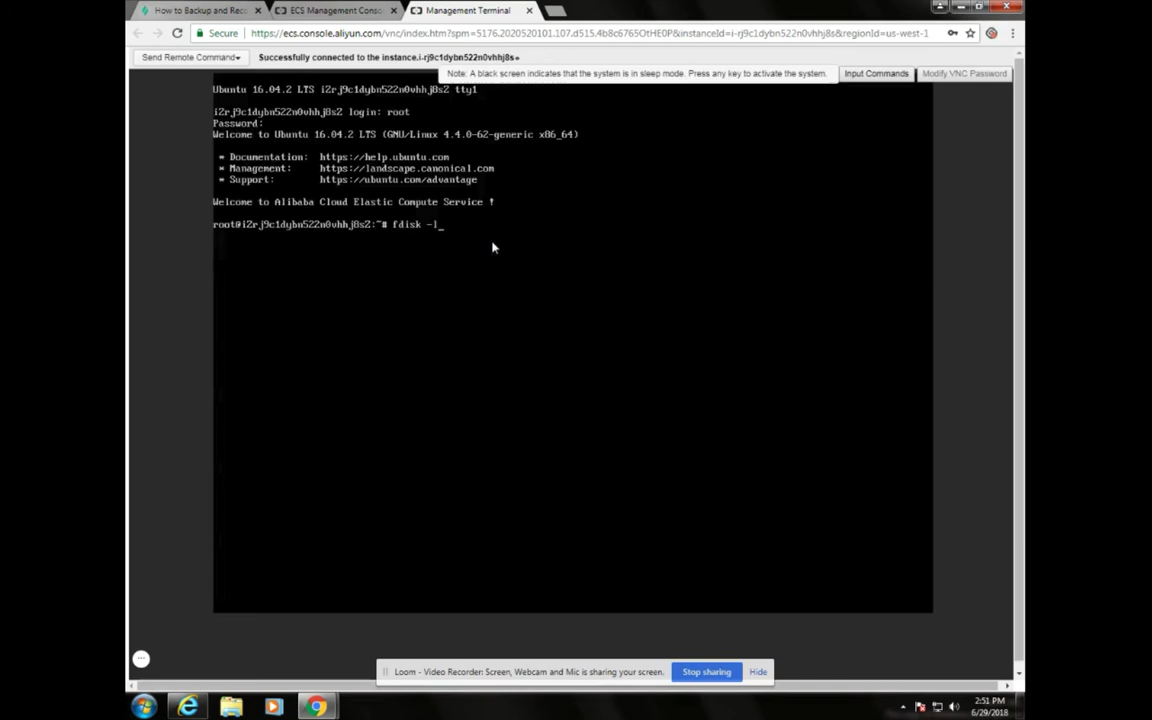 How to Backup and Reco
ECS Management Conso
Management Terminal
Secure
https://ecs.console.aliyun.com/vnc/index.htm?spm=5176.2020520101.107.d515.4b8c6765OtHE0P&instanceId=i-rj9c1dybn522n0vhhj8s&regionId=us-west-1
Send Remote Command
Successfully connected to the instance.i-rj9c1dybn522n0vhhj8s
Note: A black screen indicates that the system is in sleep mode. Press any key to activate the system.
Input Commands
Modify VNC Password
Ubuntu 16.04.2 LTS iZrj9c1dybn522n0vhhj8sZ tty1
iZrj9c1dybn522n0vhhj8sZ login: root
Password:
Welcome to Ubuntu 16.04.2 LTS (GNU/Linux 4.4.0-62-generic x86_64)
* Documentation: https://help.ubuntu.com
* Management: https://landscape.canonical.com
* Support: https://ubuntu.com/advantage
Welcome to Alibaba Cloud Elastic Compute Service !
root@iZrj9c1dybn522n0vhhj8sZ:~# fdisk -l_
Loom - Video Recorder: Screen, Webcam and Mic is sharing your screen.
Stop sharing
Hide
2:51 PM
6/29/2018